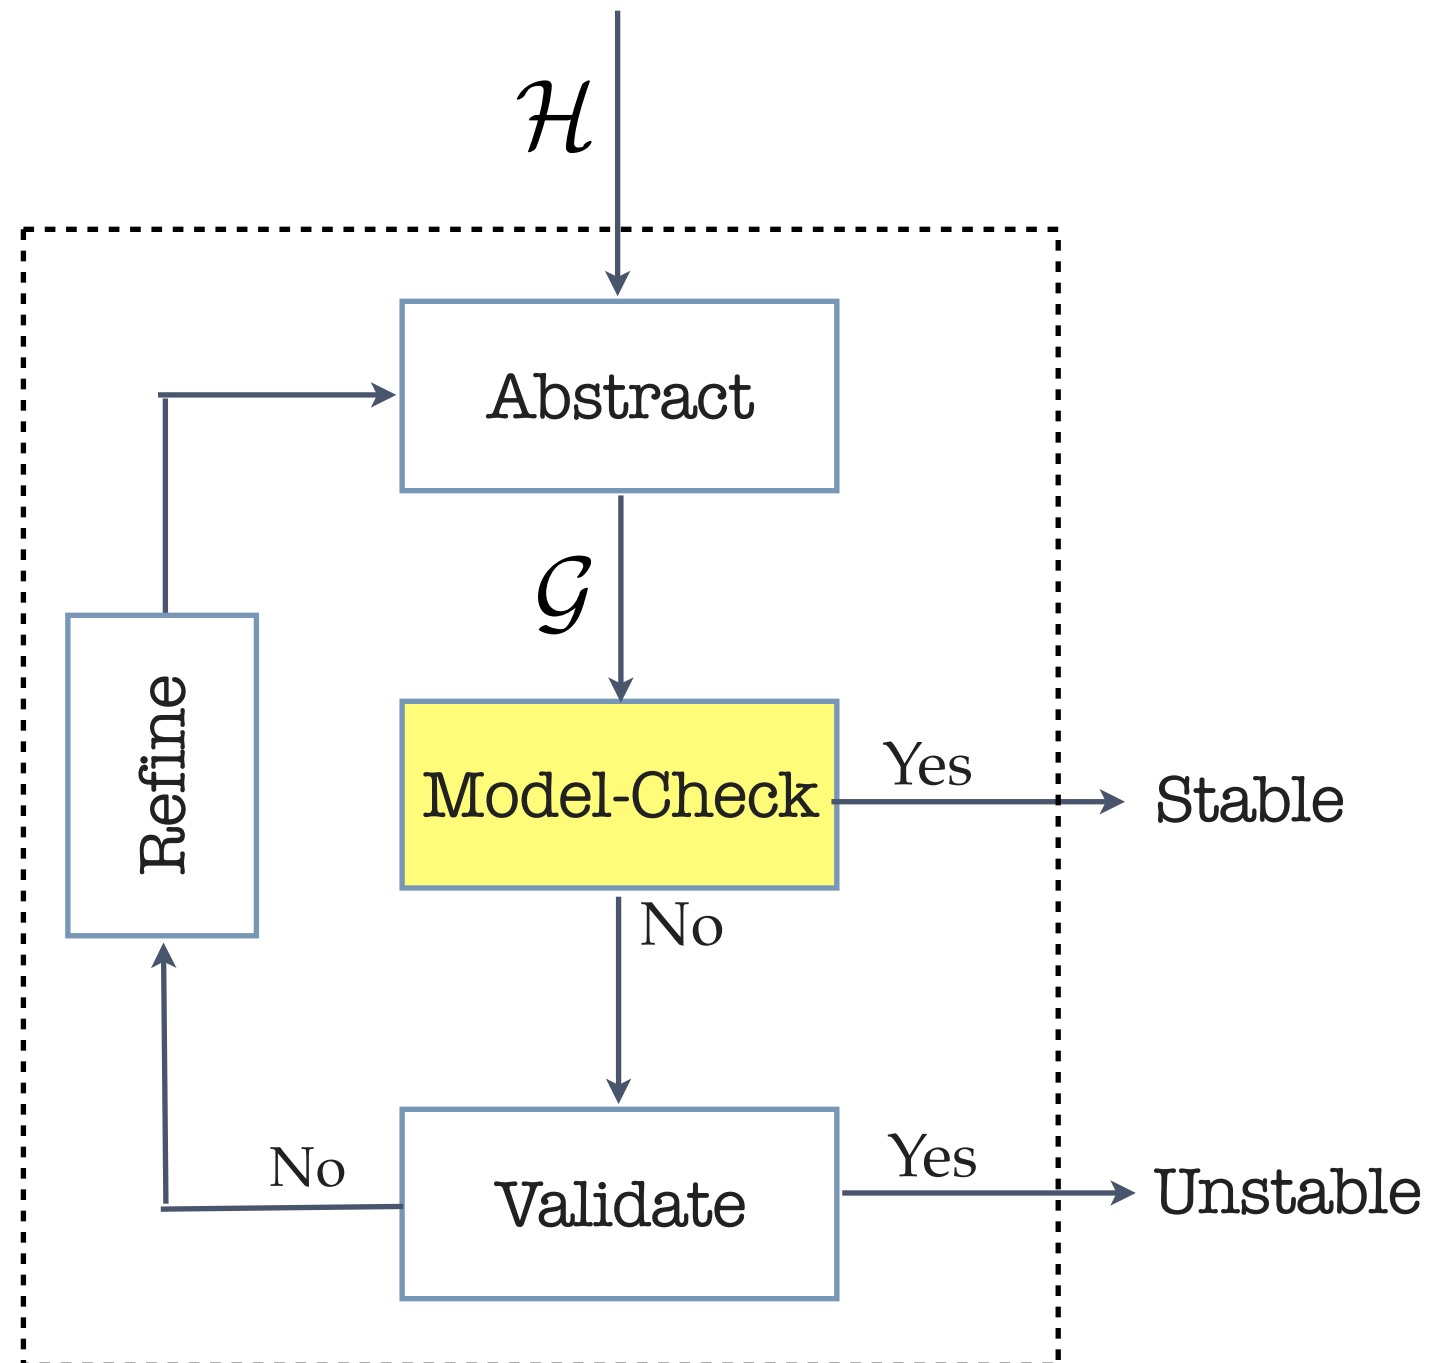 ℋ
Abstract
𝒢
Refine
Model-Check
Yes
Stable
No
No
Validate
Yes
Unstable